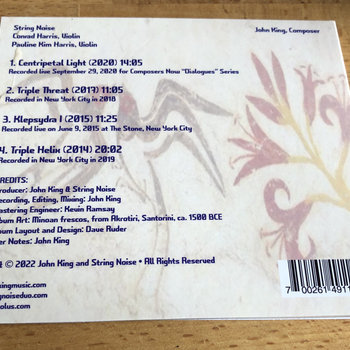 String Noise
Conrad Harris, Violin
Pauline Kim Harris, Violin
John King, Composer
1. Centripetal Light (2020) 14:05
Recorded live September 29, 2020 for Composers Now "Dialogues" Series
2. Triple Threat (2017) 11:05
Recorded in New York City in 2018
3. Klepsydra I (2015) 11:25
Recorded live on June 9, 2015 at The Stone, New York City
4. Triple Helix (2014) 20:02
Recorded in New York City in 2019
REDITS:
oducer: John King & String Noise
ecording, Editing, Mixing: John King
astering Engineer: Kevin Ramsay
bum Art: Minoan frescos, from Akrotiri, Santorini, ca. 1500 BCE
bum Layout and Design: Dave Ruder
er Notes: John King
© 2022 John King and String Noise • All Rights Reserved
kingmusic.com
gnoiseduo.com
olus.com
7 00261 4911